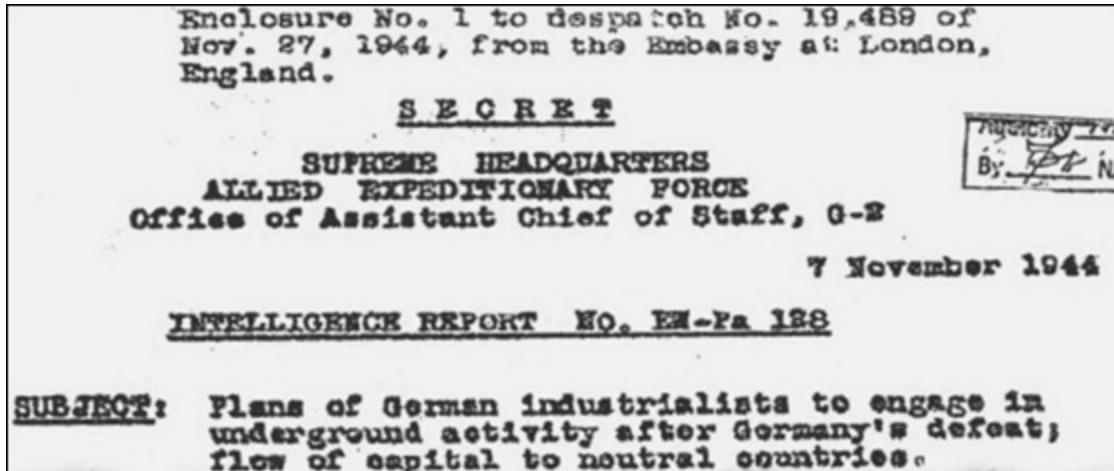 Enclosure No. 1 to despatch No. 19,489 of
Nov. 27, 1944, from the Embassy at London,
England.
S E C R E T
SUPREME HEADQUARTERS
ALLIED EXPEDITIONARY FORCE
Office of Assistant Chief of Staff, G-2
By N
7 November 1944
INTELLIGENCE REPORT NO. EW-Pa 128
SUBJECT: Plans of German industrialists to engage in
underground activity after Germany's defeat;
flow of capital to neutral countries.